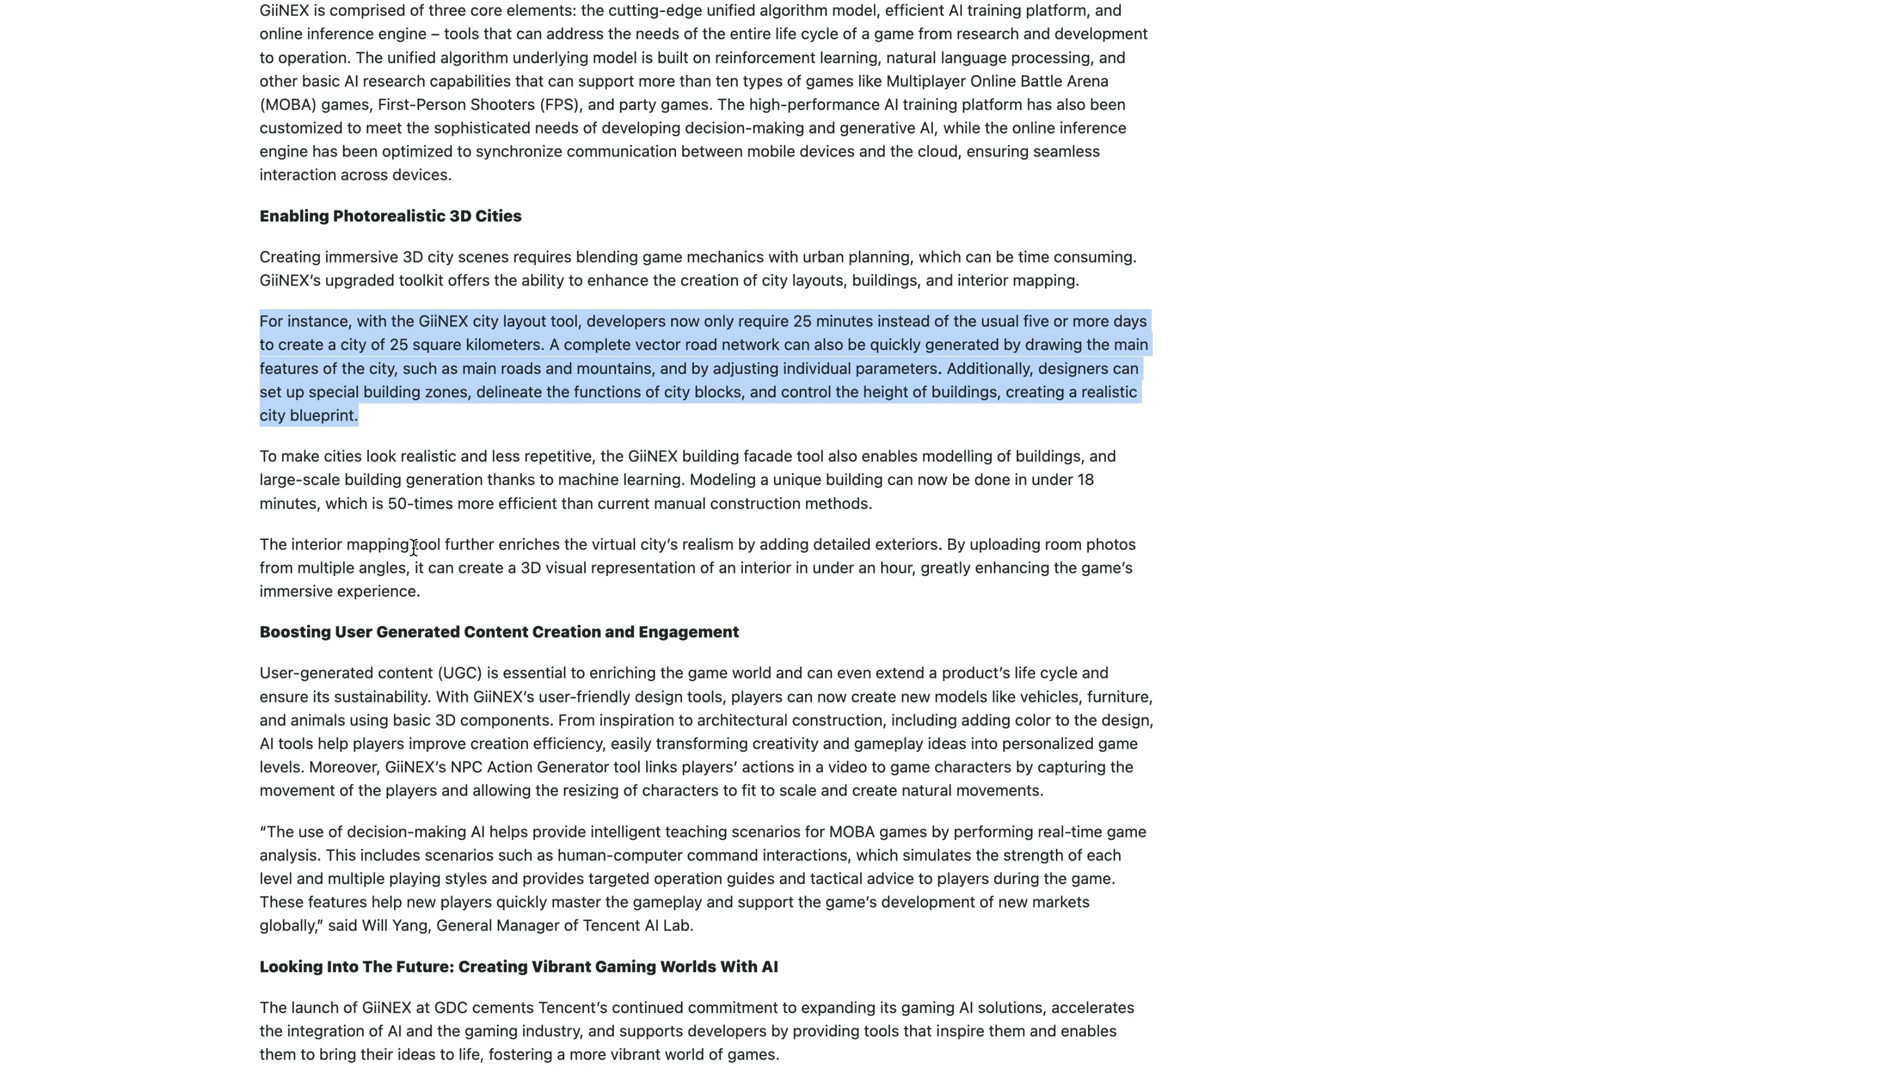 GiiNEX is comprised of three core elements: the cutting-edge unified algorithm model, efficient AI training platform, and
online inference engine – tools that can address the needs of the entire life cycle of a game from research and development
to operation. The unified algorithm underlying model is built on reinforcement learning, natural language processing, and
other basic AI research capabilities that can support more than ten types of games like Multiplayer Online Battle Arena
(MOBA) games, First-Person Shooters (FPS), and party games. The high-performance AI training platform has also been
customized to meet the sophisticated needs of developing decision-making and generative AI, while the online inference
engine has been optimized to synchronize communication between mobile devices and the cloud, ensuring seamless
interaction across devices.
Enabling Photorealistic 3D Cities
Creating immersive 3D city scenes requires blending game mechanics with urban planning, which can be time consuming.
GiiNEX’s upgraded toolkit offers the ability to enhance the creation of city layouts, buildings, and interior mapping.
For instance, with the GiiNEX city layout tool, developers now only require 25 minutes instead of the usual five or more days
to create a city of 25 square kilometers. A complete vector road network can also be quickly generated by drawing the main
features of the city, such as main roads and mountains, and by adjusting individual parameters. Additionally, designers can
set up special building zones, delineate the functions of city blocks, and control the height of buildings, creating a realistic
city blueprint.
To make cities look realistic and less repetitive, the GiiNEX building facade tool also enables modelling of buildings, and
large-scale building generation thanks to machine learning. Modeling a unique building can now be done in under 18
minutes, which is 50-times more efficient than current manual construction methods.
The interior mapping tool further enriches the virtual city’s realism by adding detailed exteriors. By uploading room photos
from multiple angles, it can create a 3D visual representation of an interior in under an hour, greatly enhancing the game’s
immersive experience.
Boosting User Generated Content Creation and Engagement
User-generated content (UGC) is essential to enriching the game world and can even extend a product’s life cycle and
ensure its sustainability. With GiiNEX’s user-friendly design tools, players can now create new models like vehicles, furniture,
and animals using basic 3D components. From inspiration to architectural construction, including adding color to the design,
AI tools help players improve creation efficiency, easily transforming creativity and gameplay ideas into personalized game
levels. Moreover, GiiNEX’s NPC Action Generator tool links players’ actions in a video to game characters by capturing the
movement of the players and allowing the resizing of characters to fit to scale and create natural movements.
“The use of decision-making AI helps provide intelligent teaching scenarios for MOBA games by performing real-time game
analysis. This includes scenarios such as human-computer command interactions, which simulates the strength of each
level and multiple playing styles and provides targeted operation guides and tactical advice to players during the game.
These features help new players quickly master the gameplay and support the game’s development of new markets
globally,” said Will Yang, General Manager of Tencent AI Lab.
Looking Into The Future: Creating Vibrant Gaming Worlds With AI
The launch of GiiNEX at GDC cements Tencent’s continued commitment to expanding its gaming AI solutions, accelerates
the integration of AI and the gaming industry, and supports developers by providing tools that inspire them and enables
them to bring their ideas to life, fostering a more vibrant world of games.